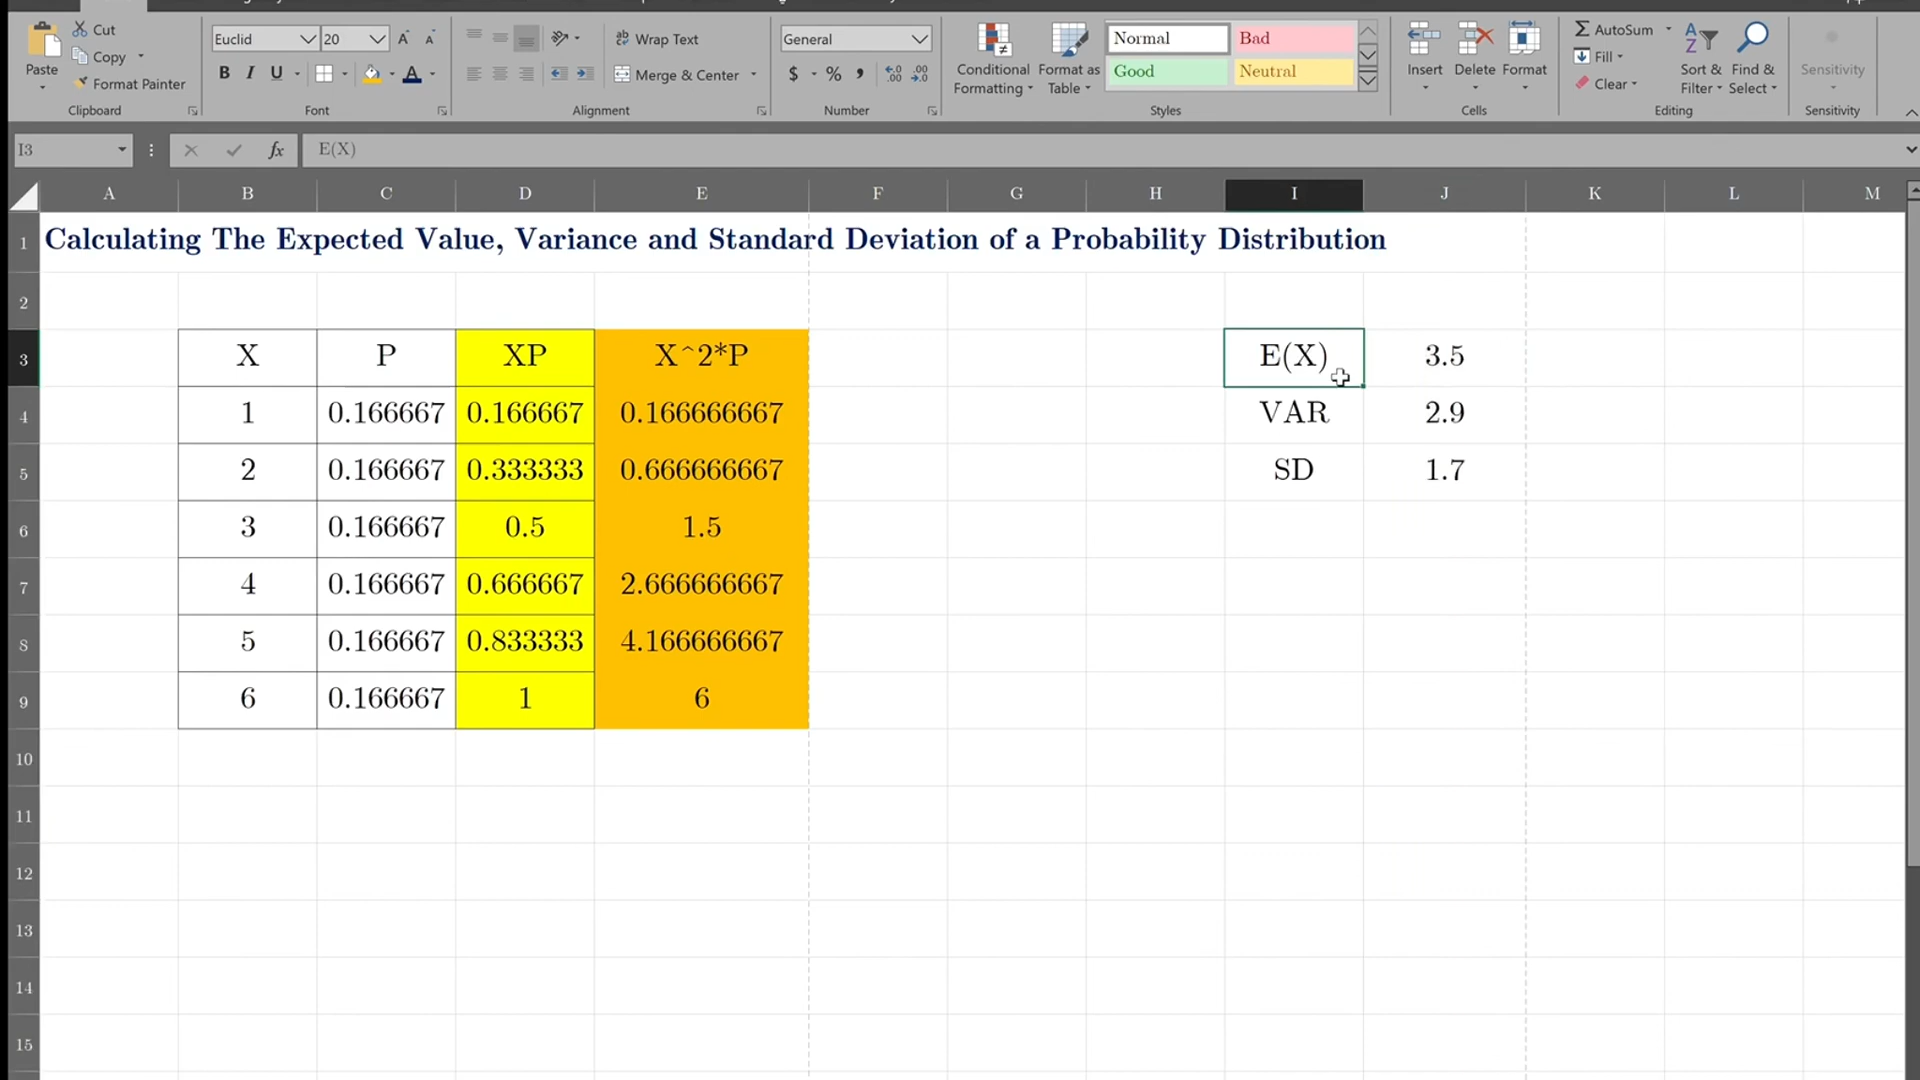 Cut
Copy
Format Painter
Paste
Clipboard
Euclid 20
B I U
Font
Wrap Text
Merge & Center
Alignment
General
$ % ,
Number
Conditional Formatting
Format as Table
Normal Bad
Good Neutral
Styles
Insert Delete Format
Cells
AutoSum
Fill
Clear
Sort & Filter
Find & Select
Editing
Sensitivity
Sensitivity
I3 fx E(X)
A B C D E F G H I J K L M
1 Calculating The Expected Value, Variance and Standard Deviation of a Probability Distribution
2
3 X P XP X^2*P E(X) 3.5
4 1 0.166667 0.166667 0.166666667 VAR 2.9
5 2 0.166667 0.333333 0.666666667 SD 1.7
6 3 0.166667 0.5 1.5
7 4 0.166667 0.666667 2.666666667
8 5 0.166667 0.833333 4.166666667
9 6 0.166667 1 6
10
11
12
13
14
15